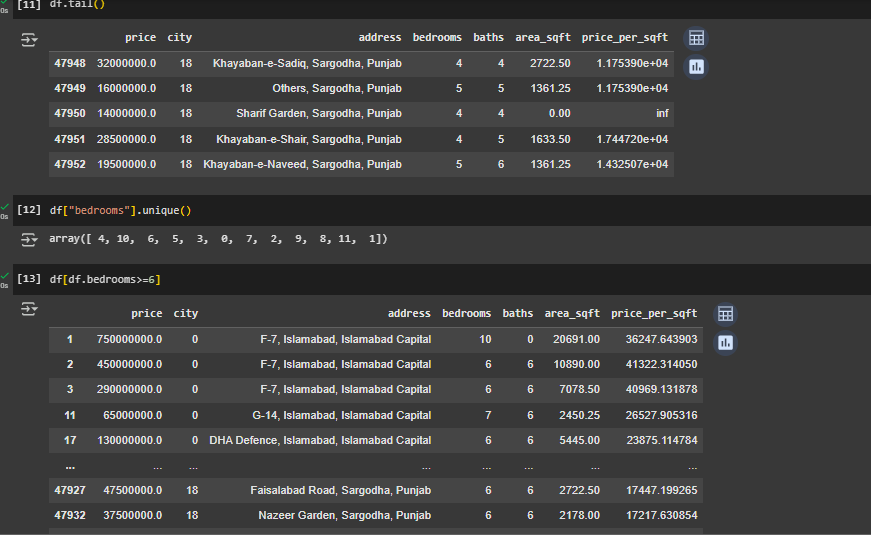 [11] df.tail()
0s
price city address bedrooms baths area_sqft price_per_sqft
47948 32000000.0 18 Khayaban-e-Sadiq, Sargodha, Punjab 4 4 2722.50 1.175390e+04
47949 16000000.0 18 Others, Sargodha, Punjab 5 5 1361.25 1.175390e+04
47950 14000000.0 18 Sharif Garden, Sargodha, Punjab 4 4 0.00 inf
47951 28500000.0 18 Khayaban-e-Shair, Sargodha, Punjab 4 5 1633.50 1.744720e+04
47952 19500000.0 18 Khayaban-e-Naveed, Sargodha, Punjab 5 6 1361.25 1.432507e+04
[12] df["bedrooms"].unique()
0s
array([ 4, 10, 6, 5, 3, 0, 7, 2, 9, 8, 11, 1])
[13] df[df.bedrooms>=6]
0s
price city address bedrooms baths area_sqft price_per_sqft
1 750000000.0 0 F-7, Islamabad, Islamabad Capital 10 0 20691.00 36247.643903
2 450000000.0 0 F-7, Islamabad, Islamabad Capital 6 6 10890.00 41322.314050
3 290000000.0 0 F-7, Islamabad, Islamabad Capital 6 6 7078.50 40969.131878
11 65000000.0 0 G-14, Islamabad, Islamabad Capital 7 6 2450.25 26527.905316
17 130000000.0 0 DHA Defence, Islamabad, Islamabad Capital 6 6 5445.00 23875.114784
... ... ... ... ... ... ... ...
47927 47500000.0 18 Faisalabad Road, Sargodha, Punjab 6 6 2722.50 17447.199265
47932 37500000.0 18 Nazeer Garden, Sargodha, Punjab 6 6 2178.00 17217.630854